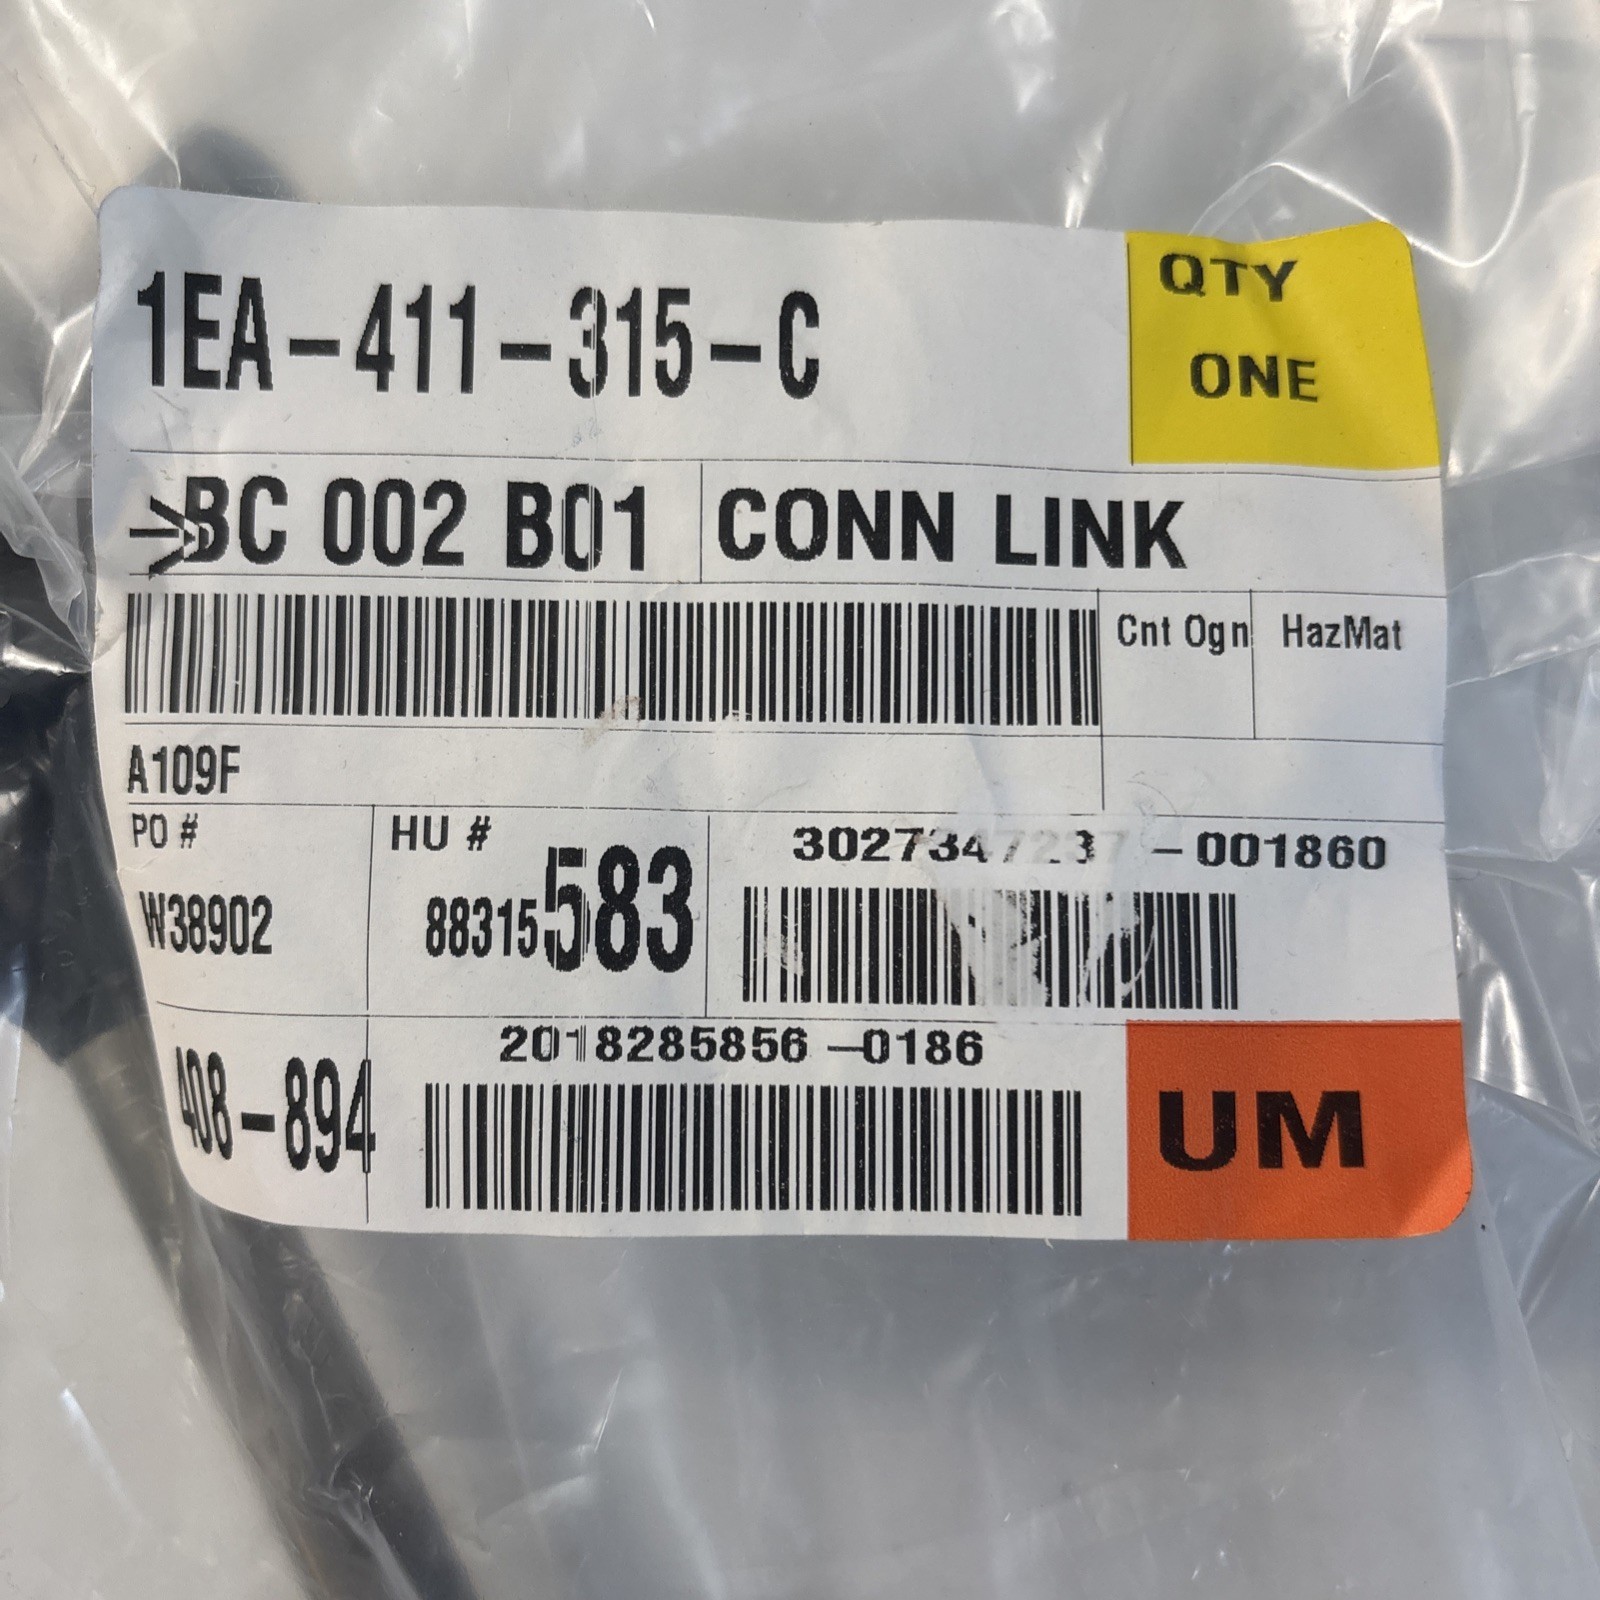 1EA-411-315-C
QTY
ONE
BC 002 B01
CONN LINK
Cnt Ogn
HazMat
A109F
PO #
W38902
HU #
88315583
-001860
2018285856-0186
408-894
UM